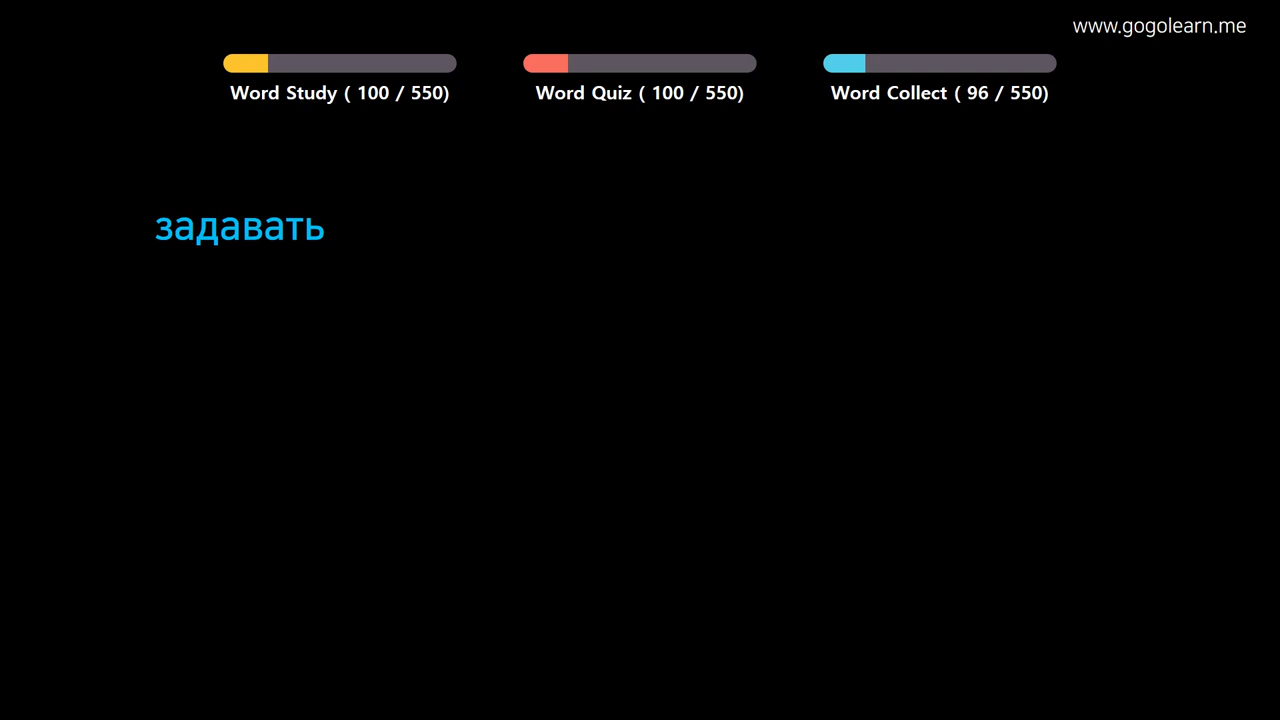 www.gogolearn.me
Word Study ( 100 / 550)
Word Quiz ( 100 / 550)
Word Collect ( 96 / 550)
задавать